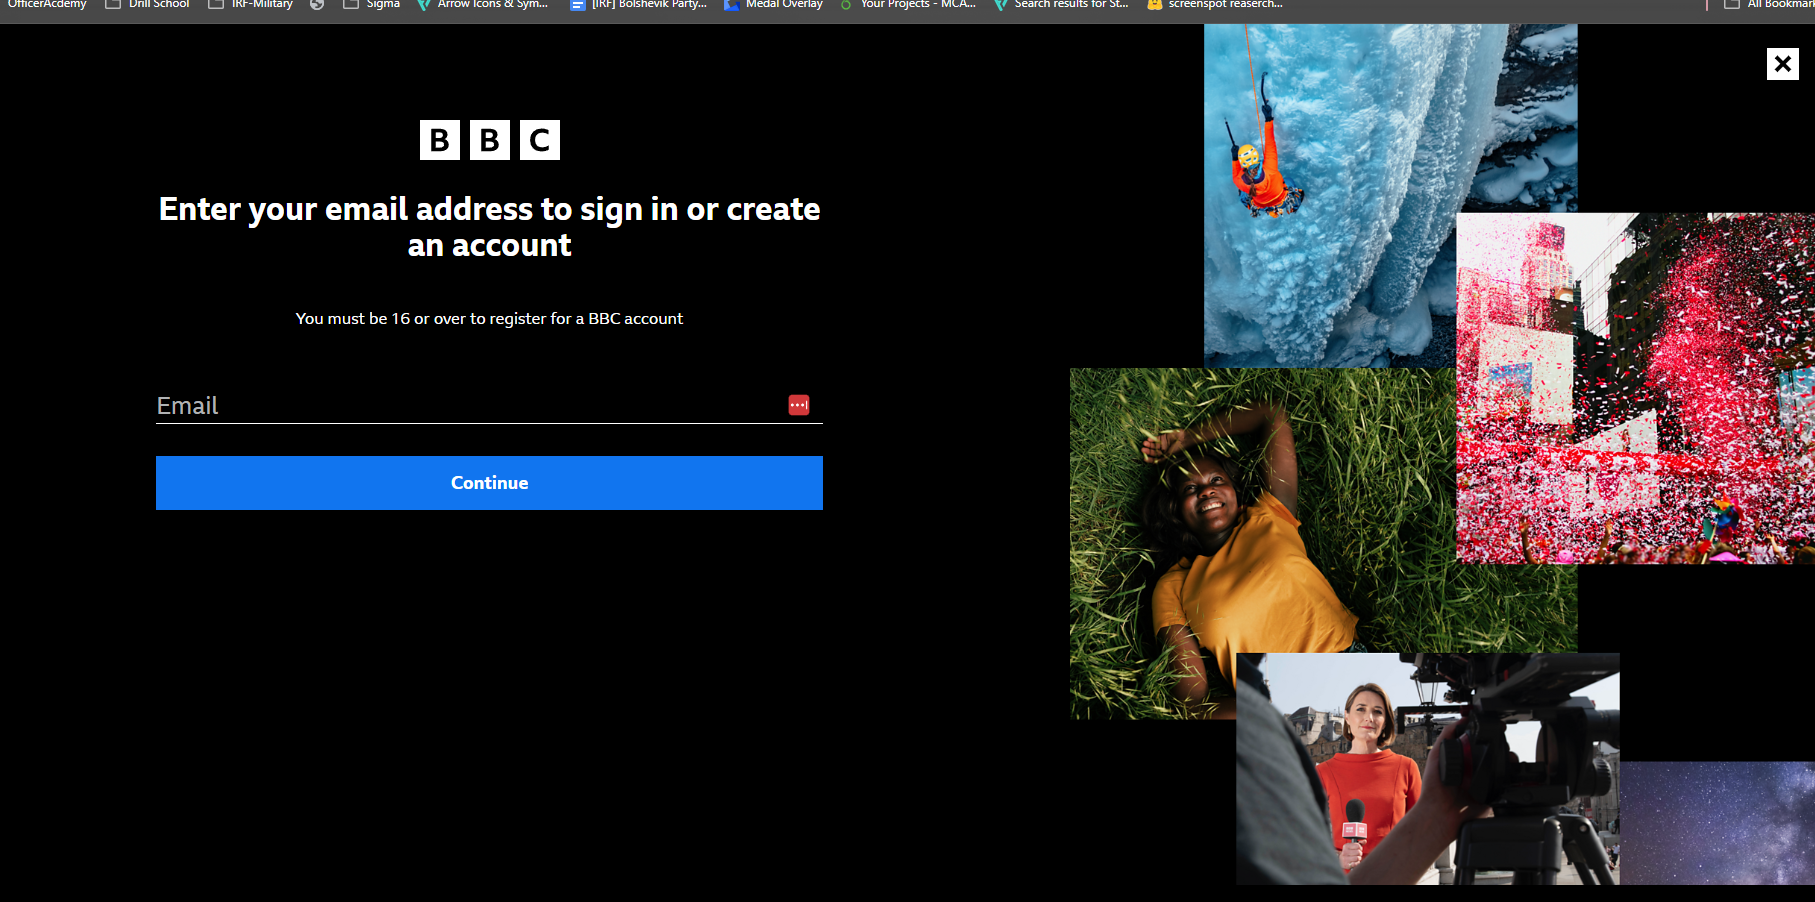 OfficerAcdemy Drill School IRF-Military Sigma Arrow Icons & Sym... [IRF] Bolshevik Party... Medal Overlay Your Projects - MCA... Search results for St... screenspot reaserch... All Bookmark
BBC
Enter your email address to sign in or create
an account
You must be 16 or over to register for a BBC account
Email
Continue